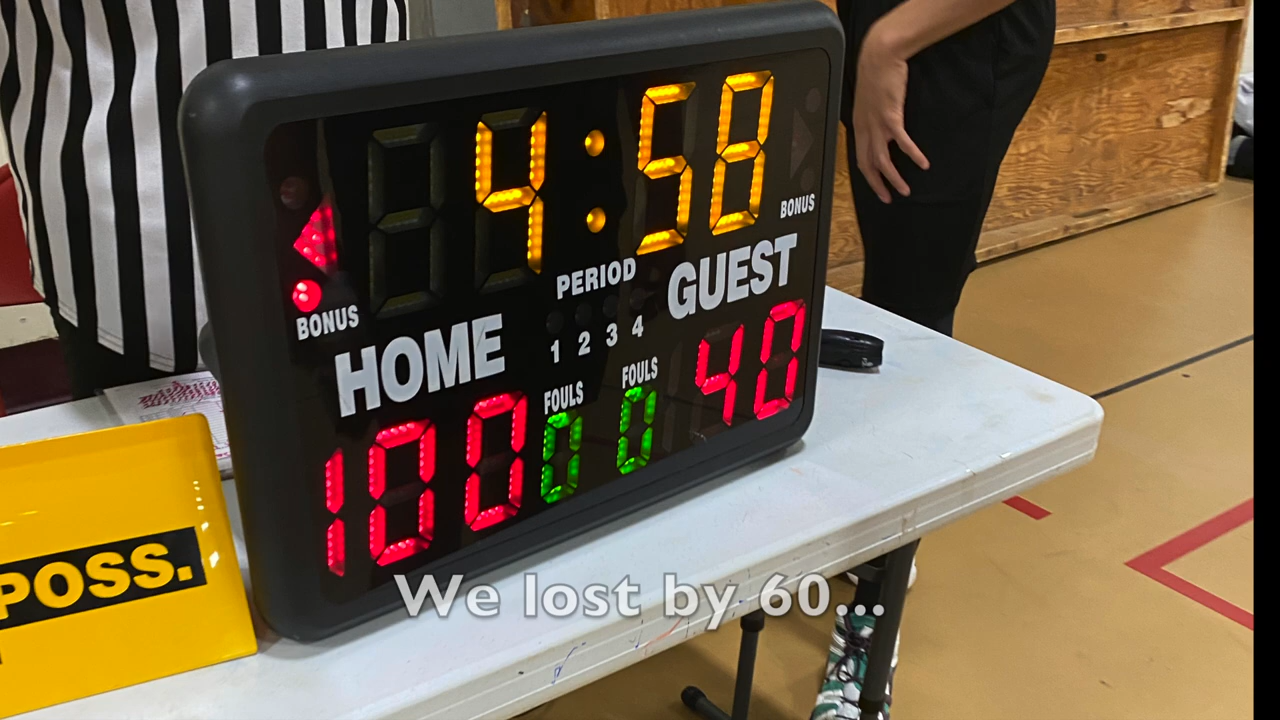 4:58
BONUS
PERIOD
GUEST
BONUS
1 2 3 4
HOME
FOULS
FOULS
40
100
0
0
POSS.
We lost by 60...